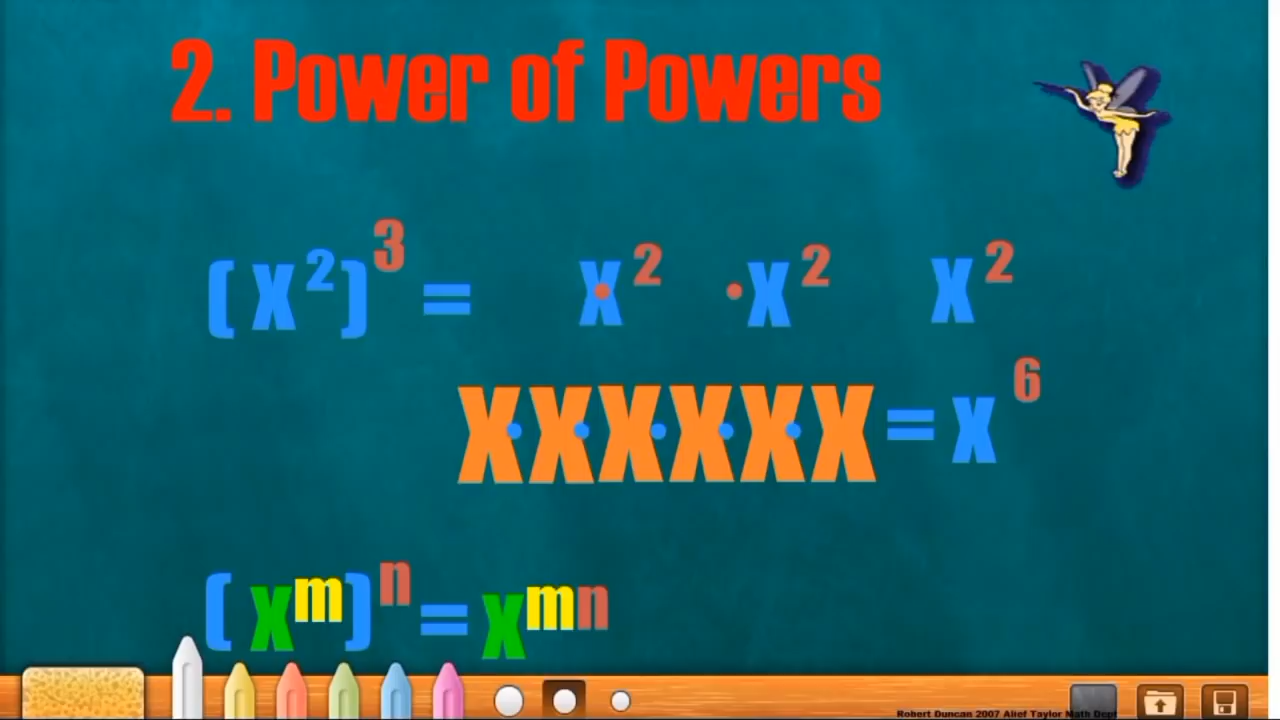 2. Power of Powers
(x²)³ = x² • x² x²
X•X•X•X•X•X = x⁶
(xᵐ)ⁿ = xᵐⁿ
Robert Duncan 2007 Alief Taylor Math Dept